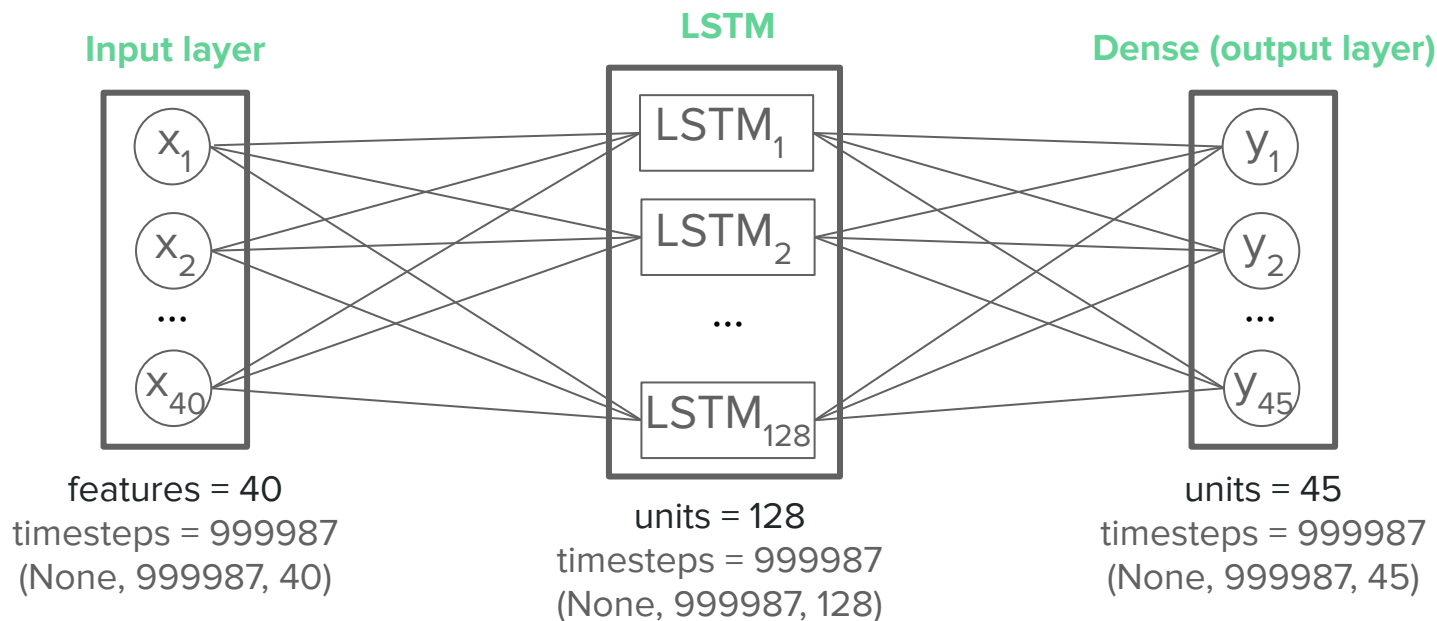 Input layer
x1
x2
...
x40
features = 40
timesteps = 999987
(None, 999987, 40)
LSTM
LSTM1
LSTM2
...
LSTM128
units = 128
timesteps = 999987
(None, 999987, 128)
Dense (output layer)
y1
y2
...
y45
units = 45
timesteps = 999987
(None, 999987, 45)